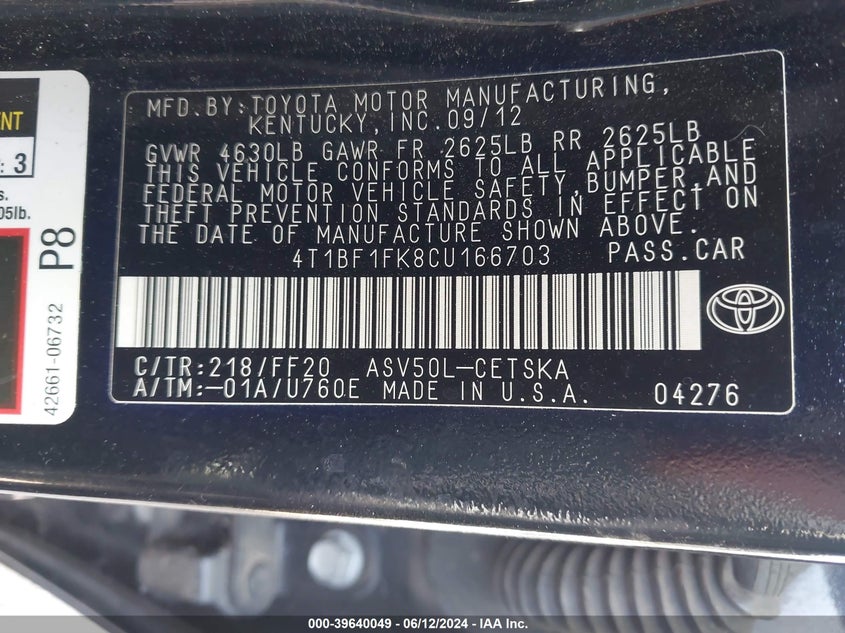 MFD. BY: TOYOTA MOTOR MANUFACTURING,
KENTUCKY, INC. 09/12
GVWR 4630LB GAWR FR 2625LB RR 2625LB
THIS VEHICLE CONFORMS TO ALL APPLICABLE
FEDERAL MOTOR VEHICLE SAFETY, BUMPER, AND
THEFT PREVENTION STANDARDS IN EFFECT ON
THE DATE OF MANUFACTURE SHOWN ABOVE.
4T1BF1FK8CU166703 PASS.CAR
C/TR: 218/FF20 ASV50L-CETSKA
A/TM: -01A/U760E MADE IN U.S.A. 04276
3
P8
42661-06732
000-39640049 - 06/12/2024 - IAA Inc.